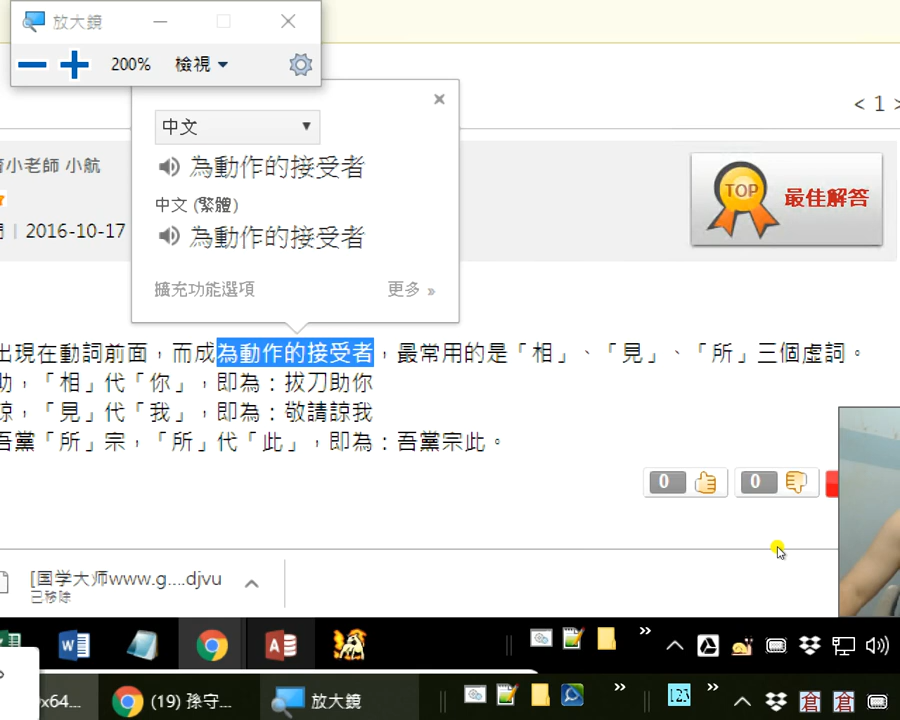 放大鏡
200% 檢視
中文
為動作的接受者
中文 (繁體)
為動作的接受者
擴充功能選項 更多 »
< 1 >
小老師 小航
2016-10-17
TOP 最佳解答
出現在動詞前面，而成為動作的接受者，最常用的是「相」、「見」、「所」三個虛詞。
助，「相」代「你」，即為：拔刀助你
諒，「見」代「我」，即為：敬請諒我
吾黨「所」宗，「所」代「此」，即為：吾黨宗此。
0 0
[国学大师www.g....djvu
已移除
x64... (19) 孫守... 放大鏡 倉 倉